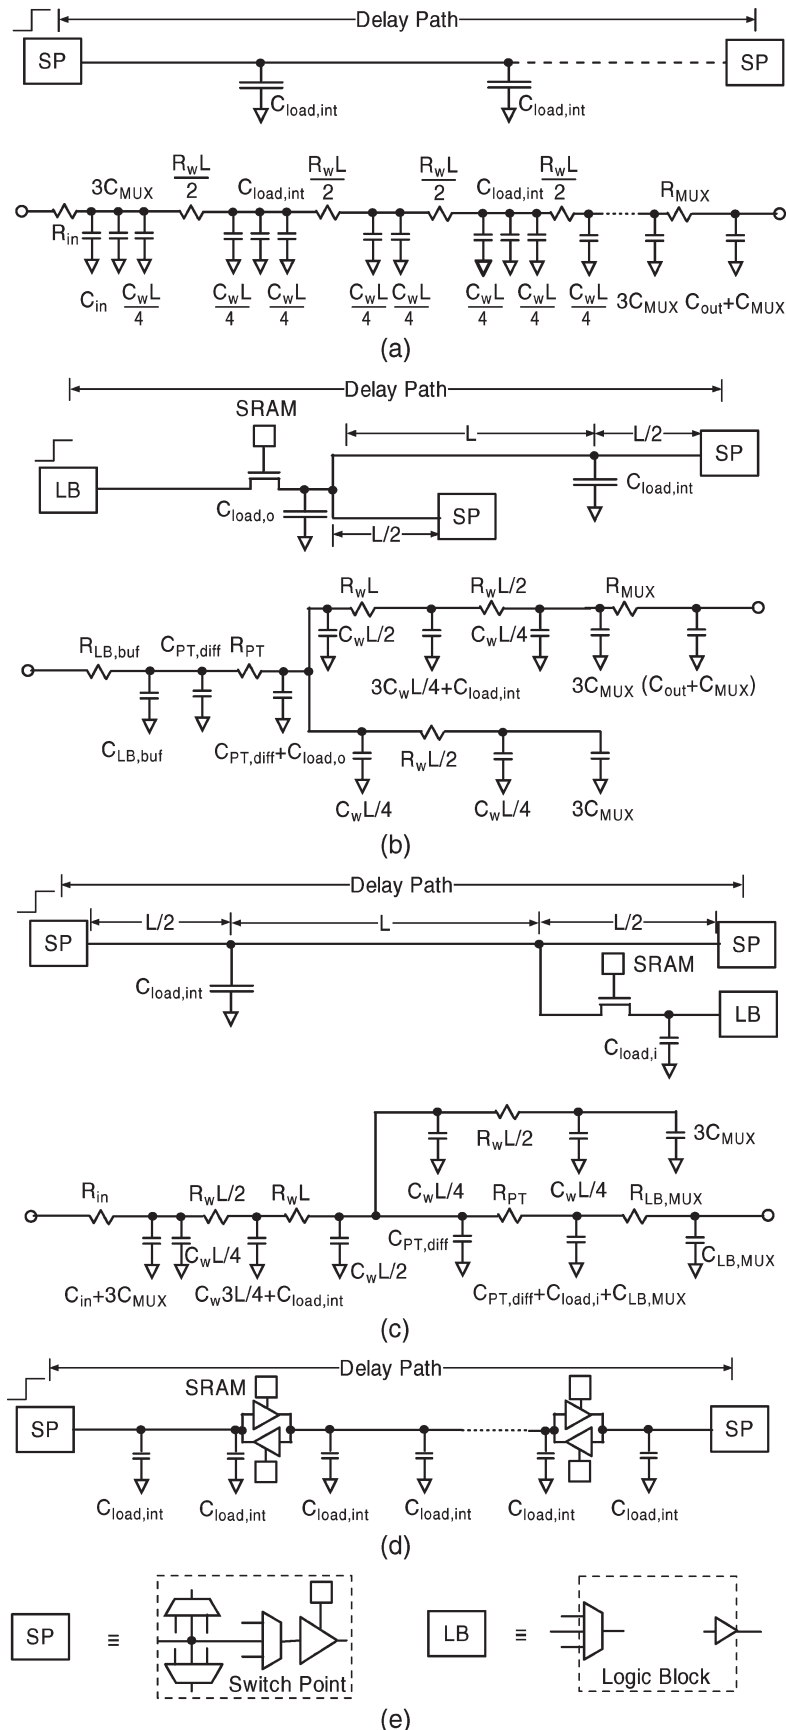 Delay Path
SP
SP
Cload,int
Cload,int
RwL/2
RwL/2
RwL/2
RwL/2
3CMUX
Cload,int
Cload,int
RMUX
Rin
Cin
CwL/4
CwL/4
CwL/4
CwL/4
CwL/4
CwL/4
CwL/4
CwL/4
3CMUX
Cout+CMUX
(a)
Delay Path
SRAM
L
L/2
LB
SP
Cload,int
Cload,o
SP
L/2
RwL
RwL/2
RMUX
RLB,buf
CPT,diff
RPT
CwL/2
CwL/4
3CwL/4+Cload,int
3CMUX
(Cout+CMUX)
CLB,buf
CPT,diff+Cload,o
RwL/2
CwL/4
CwL/4
3CMUX
(b)
Delay Path
L/2
L
L/2
SP
SP
SRAM
Cload,int
LB
Cload,i
RwL/2
3CMUX
CwL/4
CwL/4
Rin
RwL/2
RwL
RPT
RLB,MUX
CPT,diff
CwL/4
CwL/2
CLB,MUX
Cin+3CMUX
Cw3L/4+Cload,int
CPT,diff+Cload,i+CLB,MUX
(c)
Delay Path
SRAM
SP
SP
Cload,int
Cload,int
Cload,int
Cload,int
Cload,int
Cload,int
(d)
SP
≡
Switch Point
LB
≡
Logic Block
(e)